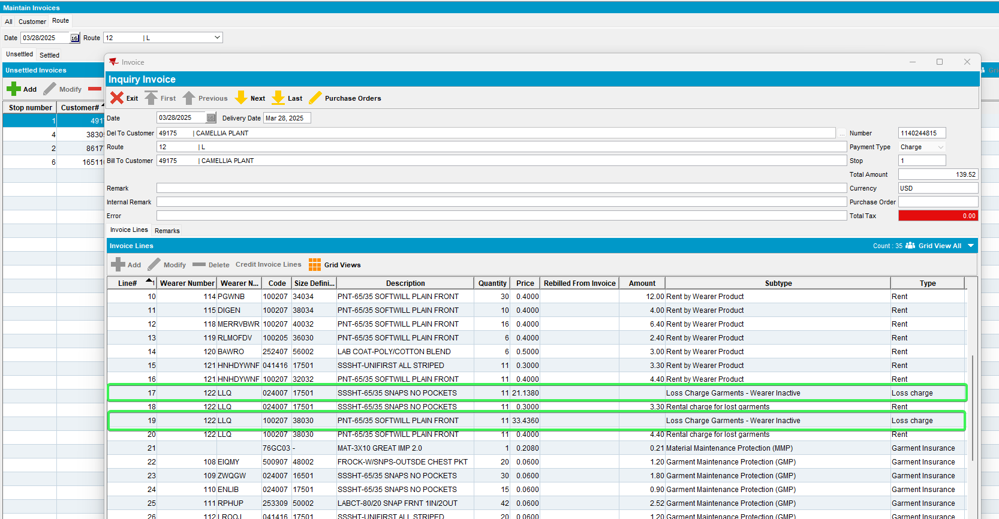 Maintain Invoices
All Customer Route
Date 03/28/2025 16 Route 12 | L
Unsettled Settled
Unsettled Invoices
Add Modify
Stop number Customer#
1 491
4 3830
2 8617
6 16511
Invoice
Inquiry Invoice
Exit First Previous Next Last Purchase Orders
Date 03/28/2025 16 Delivery Date Mar 28, 2025
Del To Customer 49175 | CAMELLIA PLANT ... Number 1140244815
Route 12 | L Payment Type Charge
Bill To Customer 49175 | CAMELLIA PLANT Stop 1
Total Amount 139.52
Remark Currency USD
Internal Remark Purchase Order
Error Total Tax 0.00
Invoice Lines Remarks
Invoice Lines Count : 35 Grid View All
Add Modify Delete Credit Invoice Lines Grid Views
Line# 1 Wearer Number Wearer N... Code Size Defini... Description Quantity Price Rebilled From Invoice Amount Subtype Type
10 114 PGWNB 100207 34034 PNT-65/35 SOFTWILL PLAIN FRONT 30 0.4000 12.00 Rent by Wearer Product Rent
11 115 DIGEN 100207 38034 PNT-65/35 SOFTWILL PLAIN FRONT 10 0.4000 4.00 Rent by Wearer Product Rent
12 118 MERRVBWR 100207 40032 PNT-65/35 SOFTWILL PLAIN FRONT 16 0.4000 6.40 Rent by Wearer Product Rent
13 119 RLMOFDV 100205 36030 PNT-65/35 SOFTWILL PLAIN FRONT 6 0.4000 2.40 Rent by Wearer Product Rent
14 120 BAWRO 252407 56002 LAB COAT-POLY/COTTON BLEND 6 0.5000 3.00 Rent by Wearer Product Rent
15 121 HNHDYWNF 041416 17501 SSSHT-UNIFIRST ALL STRIPED 11 0.3000 3.30 Rent by Wearer Product Rent
16 121 HNHDYWNF 100207 32032 PNT-65/35 SOFTWILL PLAIN FRONT 11 0.4000 4.40 Rent by Wearer Product Rent
17 122 LLQ 024007 17501 SSSHT-65/35 SNAPS NO POCKETS 11 21.1380 Loss Charge Garments - Wearer Inactive Loss charge
18 122 LLQ 024007 17501 SSSHT-65/35 SNAPS NO POCKETS 11 0.3000 3.30 Rental charge for lost garments Rent
19 122 LLQ 100207 38030 PNT-65/35 SOFTWILL PLAIN FRONT 11 33.4360 Loss Charge Garments - Wearer Inactive Loss charge
20 122 LLQ 100207 38030 PNT-65/35 SOFTWILL PLAIN FRONT 11 0.4000 4.40 Rental charge for lost garments Rent
21 76GC03 - MAT-3X10 GREAT IMP 2.0 1 0.2080 0.21 Material Maintenance Protection (MMP) Garment Insurance
22 108 EIQMY 500907 48002 FROCK-W/SNPS-OUTSDE CHEST PKT 20 0.0600 1.20 Garment Maintenance Protection (GMP) Garment Insurance
23 109 ZWQGW 024007 16501 SSSHT-65/35 SNAPS NO POCKETS 30 0.0600 1.80 Garment Maintenance Protection (GMP) Garment Insurance
24 110 ENLIB 024007 17501 SSSHT-65/35 SNAPS NO POCKETS 15 0.0600 0.90 Garment Maintenance Protection (GMP) Garment Insurance
25 111 RPHUP 253309 50002 LABCT-80/20 SNAP FRNT 1IN/2OUT 42 0.0600 2.52 Garment Maintenance Protection (GMP) Garment Insurance
26 112 LROOJ 041416 17501 SSSHT-UNIFIRST ALL STRIPED 20 0.0600 1.20 Garment Maintenance Protection (GMP) Garment Insurance